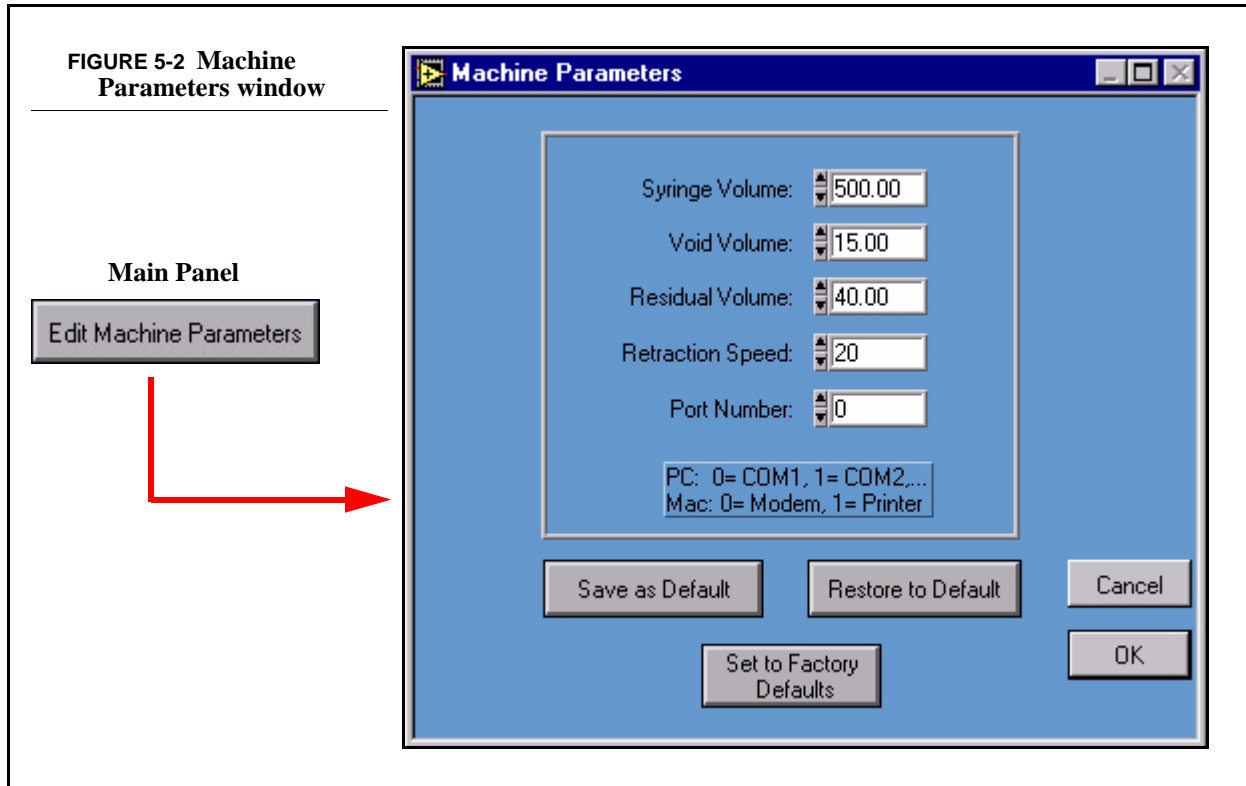 FIGURE 5-2 Machine
Parameters window
Main Panel
Edit Machine Parameters
Machine Parameters
Syringe Volume: 500.00
Void Volume: 15.00
Residual Volume: 40.00
Retraction Speed: 20
Port Number: 0
PC: 0= COM1, 1= COM2,...
Mac: 0= Modem, 1= Printer
Save as Default
Restore to Default
Cancel
Set to Factory
Defaults
OK